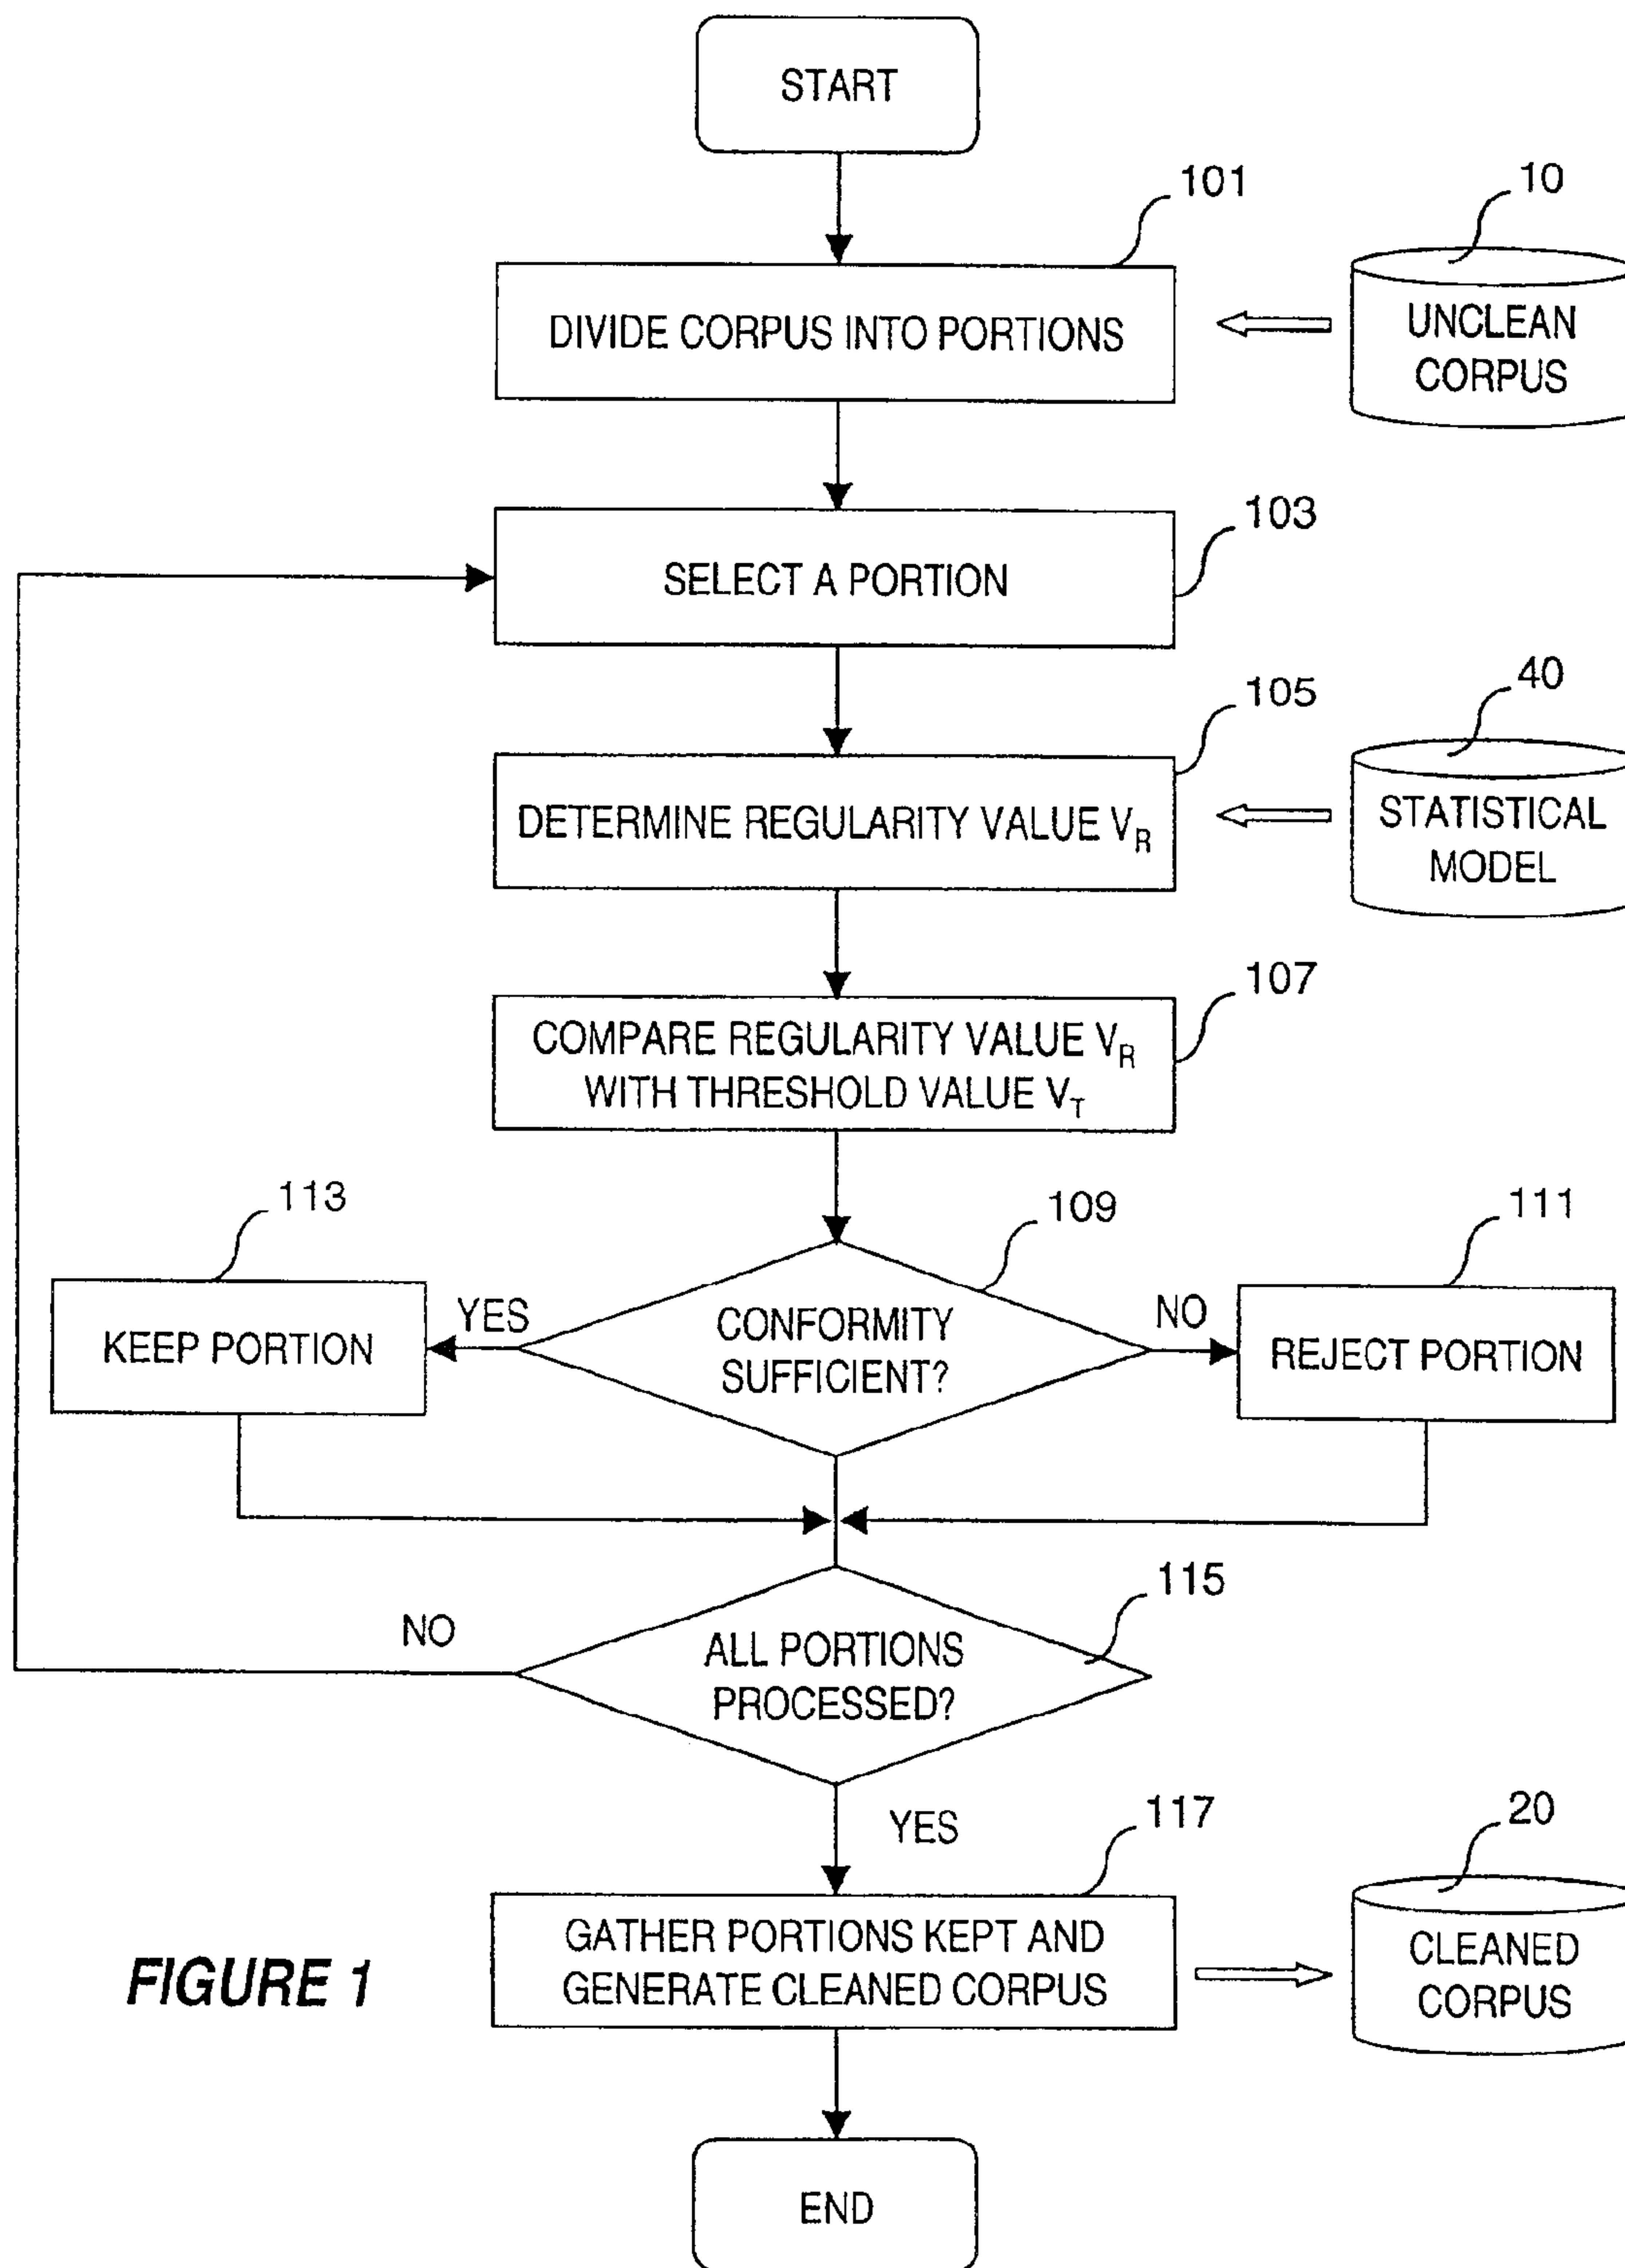 START
101
10
DIVIDE CORPUS INTO PORTIONS
UNCLEAN
CORPUS
103
SELECT A PORTION
105
40
DETERMINE REGULARITY VALUE V_R
STATISTICAL
MODEL
107
COMPARE REGULARITY VALUE V_R
WITH THRESHOLD VALUE V_T
113
109
111
KEEP PORTION
YES
CONFORMITY
SUFFICIENT?
NO
REJECT PORTION
115
NO
ALL PORTIONS
PROCESSED?
YES
117
20
GATHER PORTIONS KEPT AND
GENERATE CLEANED CORPUS
CLEANED
CORPUS
FIGURE 1
END